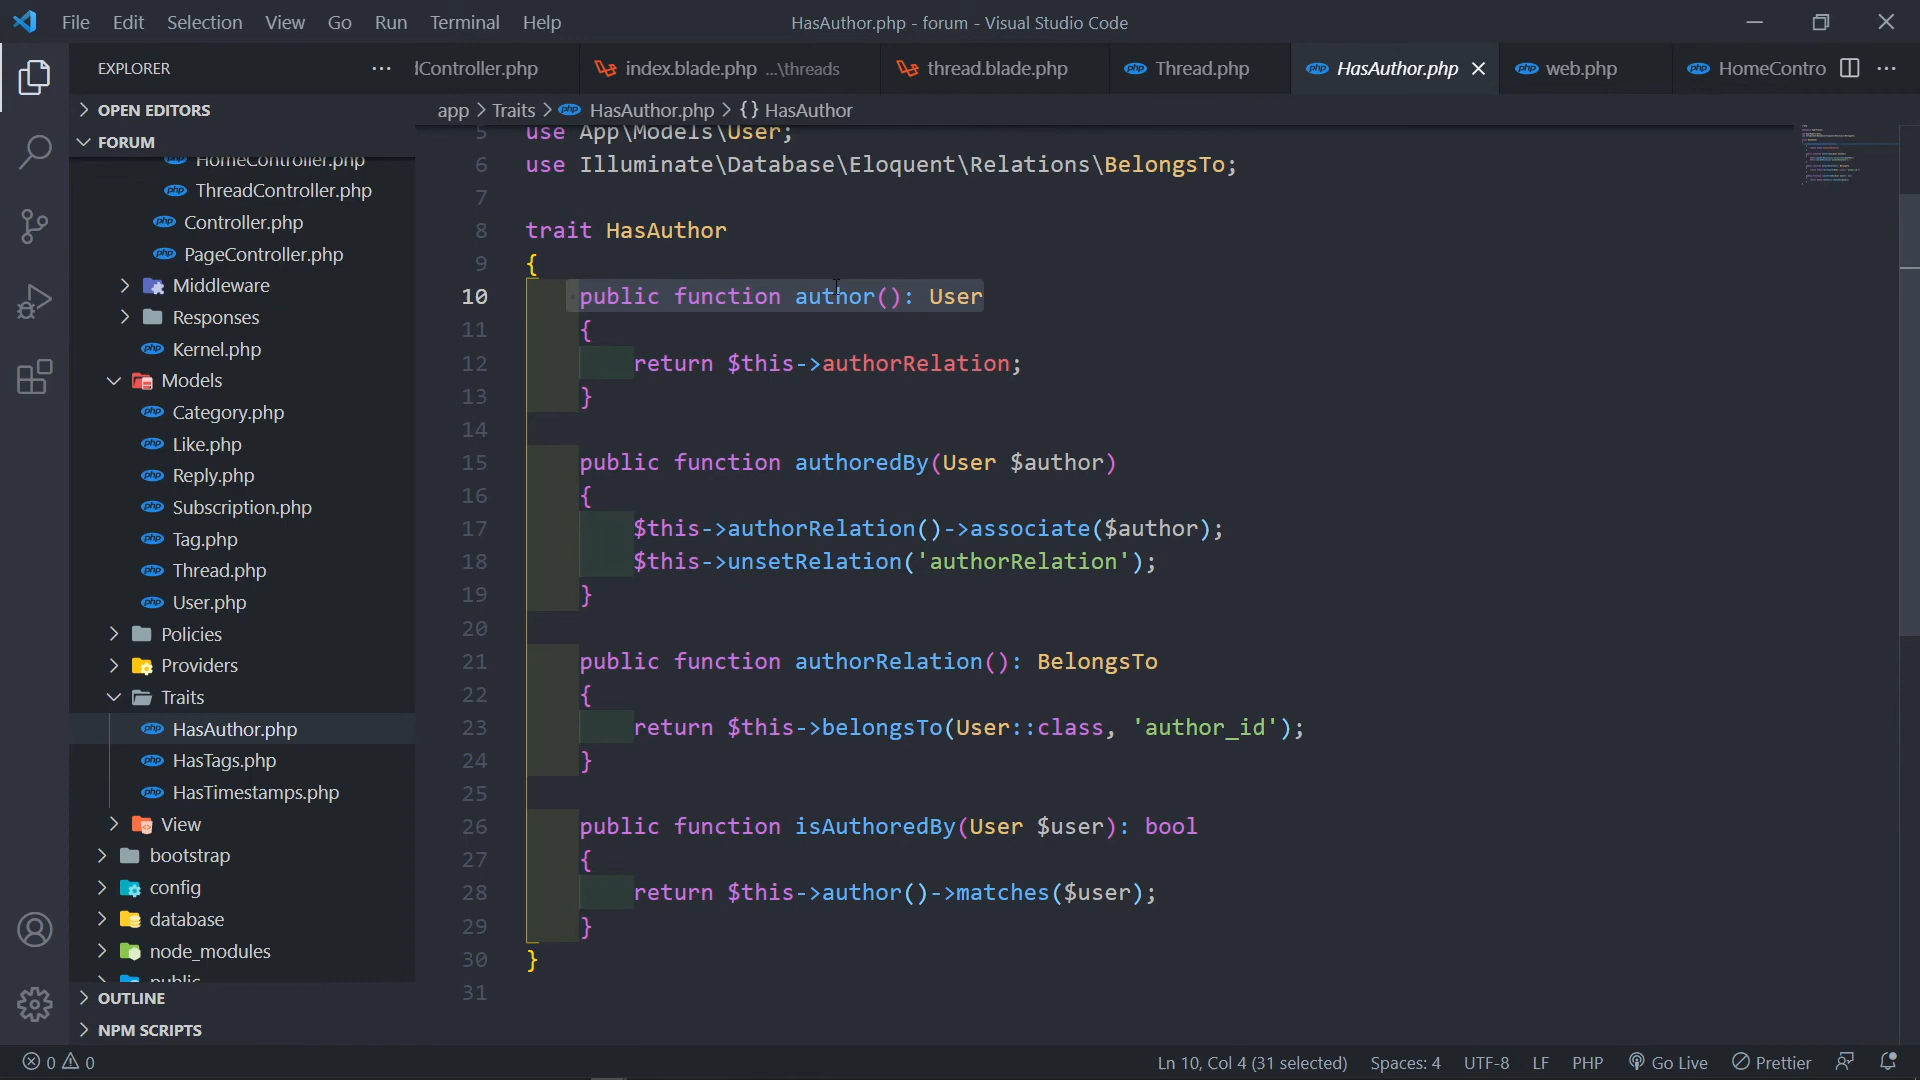 File Edit Selection View Go Run Terminal Help
HasAuthor.php - forum - Visual Studio Code
EXPLORER
OPEN EDITORS
FORUM
HomeController.php
ThreadController.php
Controller.php
PageController.php
Middleware
Responses
Kernel.php
Models
Category.php
Like.php
Reply.php
Subscription.php
Tag.php
Thread.php
User.php
Policies
Providers
Traits
HasAuthor.php
HasTags.php
HasTimestamps.php
View
bootstrap
config
database
node_modules
public
OUTLINE
NPM SCRIPTS
lController.php index.blade.php ...\threads thread.blade.php Thread.php HasAuthor.php web.php HomeContro
app > Traits > HasAuthor.php > {} HasAuthor
5 use App\Models\User;
6 use Illuminate\Database\Eloquent\Relations\BelongsTo;
7
8 trait HasAuthor
9 {
10 public function author(): User
11 {
12 return $this->authorRelation;
13 }
14
15 public function authoredBy(User $author)
16 {
17 $this->authorRelation()->associate($author);
18 $this->unsetRelation('authorRelation');
19 }
20
21 public function authorRelation(): BelongsTo
22 {
23 return $this->belongsTo(User::class, 'author_id');
24 }
25
26 public function isAuthoredBy(User $user): bool
27 {
28 return $this->author()->matches($user);
29 }
30 }
31
0 0 Ln 10, Col 4 (31 selected) Spaces: 4 UTF-8 LF PHP Go Live Prettier